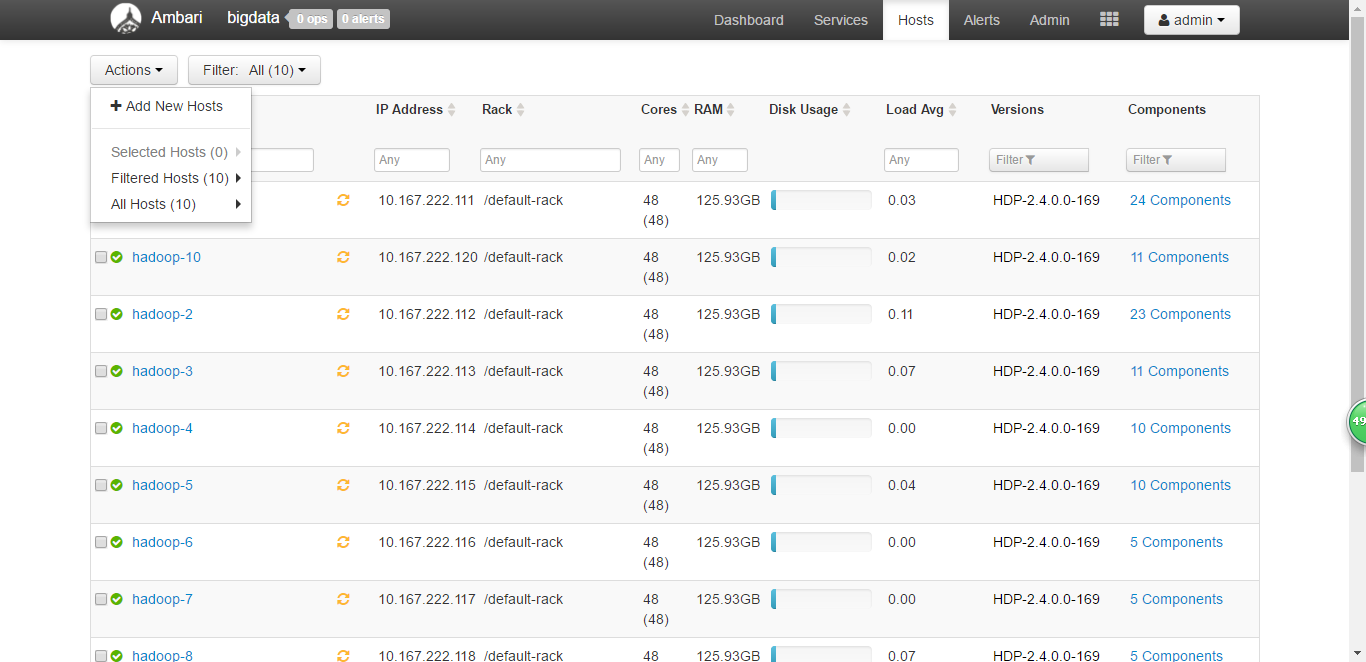 Ambari bigdata 0 ops 0 alerts Dashboard Services Hosts Alerts Admin admin
Actions Filter: All (10)
Add New Hosts
Selected Hosts (0)
Filtered Hosts (10)
All Hosts (10)
IP Address Rack Cores RAM Disk Usage Load Avg Versions Components
Any Any Any Any Any Filter Filter
10.167.222.111 /default-rack 48 125.93GB 0.03 HDP-2.4.0.0-169 24 Components
(48)
hadoop-10 10.167.222.120 /default-rack 48 125.93GB 0.02 HDP-2.4.0.0-169 11 Components
(48)
hadoop-2 10.167.222.112 /default-rack 48 125.93GB 0.11 HDP-2.4.0.0-169 23 Components
(48)
hadoop-3 10.167.222.113 /default-rack 48 125.93GB 0.07 HDP-2.4.0.0-169 11 Components
(48)
hadoop-4 10.167.222.114 /default-rack 48 125.93GB 0.00 HDP-2.4.0.0-169 10 Components
(48)
49
hadoop-5 10.167.222.115 /default-rack 48 125.93GB 0.04 HDP-2.4.0.0-169 10 Components
(48)
hadoop-6 10.167.222.116 /default-rack 48 125.93GB 0.00 HDP-2.4.0.0-169 5 Components
(48)
hadoop-7 10.167.222.117 /default-rack 48 125.93GB 0.00 HDP-2.4.0.0-169 5 Components
(48)
hadoop-8 10.167.222.118 /default-rack 48 125.93GB 0.07 HDP-2.4.0.0-169 5 Components